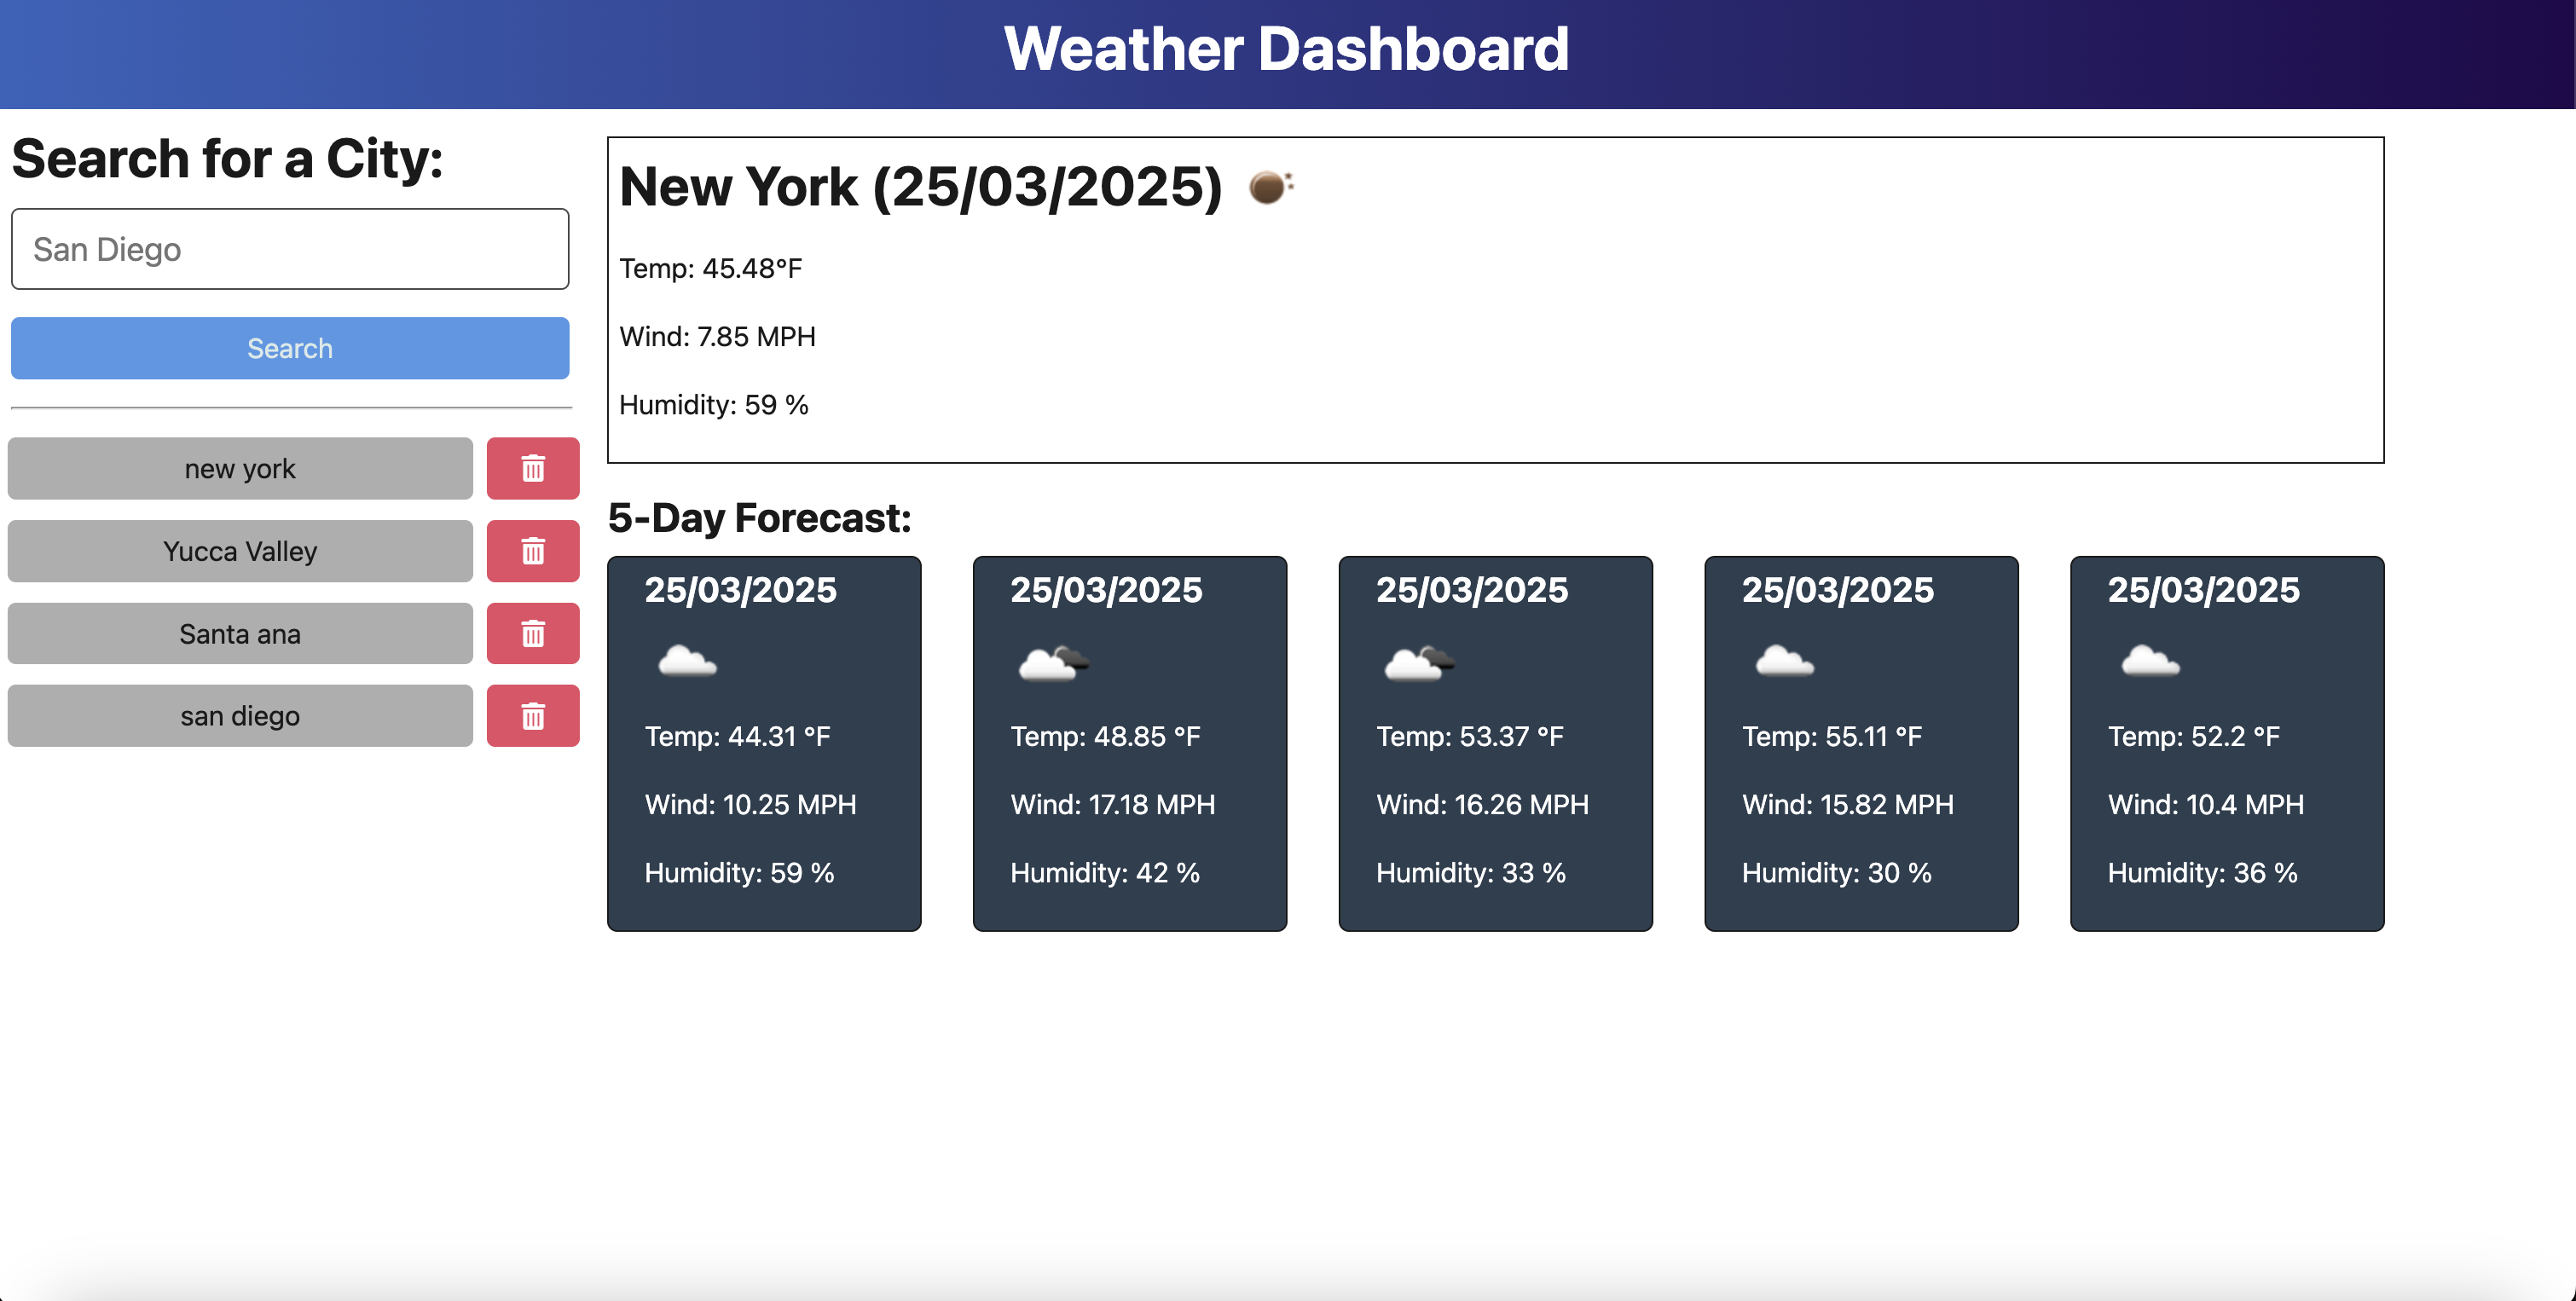 Weather Dashboard
Search for a City:
San Diego
Search
new york
Yucca Valley
Santa ana
san diego
New York (25/03/2025)
Temp: 45.48°F
Wind: 7.85 MPH
Humidity: 59 %
5-Day Forecast:
25/03/2025
Temp: 44.31 °F
Wind: 10.25 MPH
Humidity: 59 %
25/03/2025
Temp: 48.85 °F
Wind: 17.18 MPH
Humidity: 42 %
25/03/2025
Temp: 53.37 °F
Wind: 16.26 MPH
Humidity: 33 %
25/03/2025
Temp: 55.11 °F
Wind: 15.82 MPH
Humidity: 30 %
25/03/2025
Temp: 52.2 °F
Wind: 10.4 MPH
Humidity: 36 %